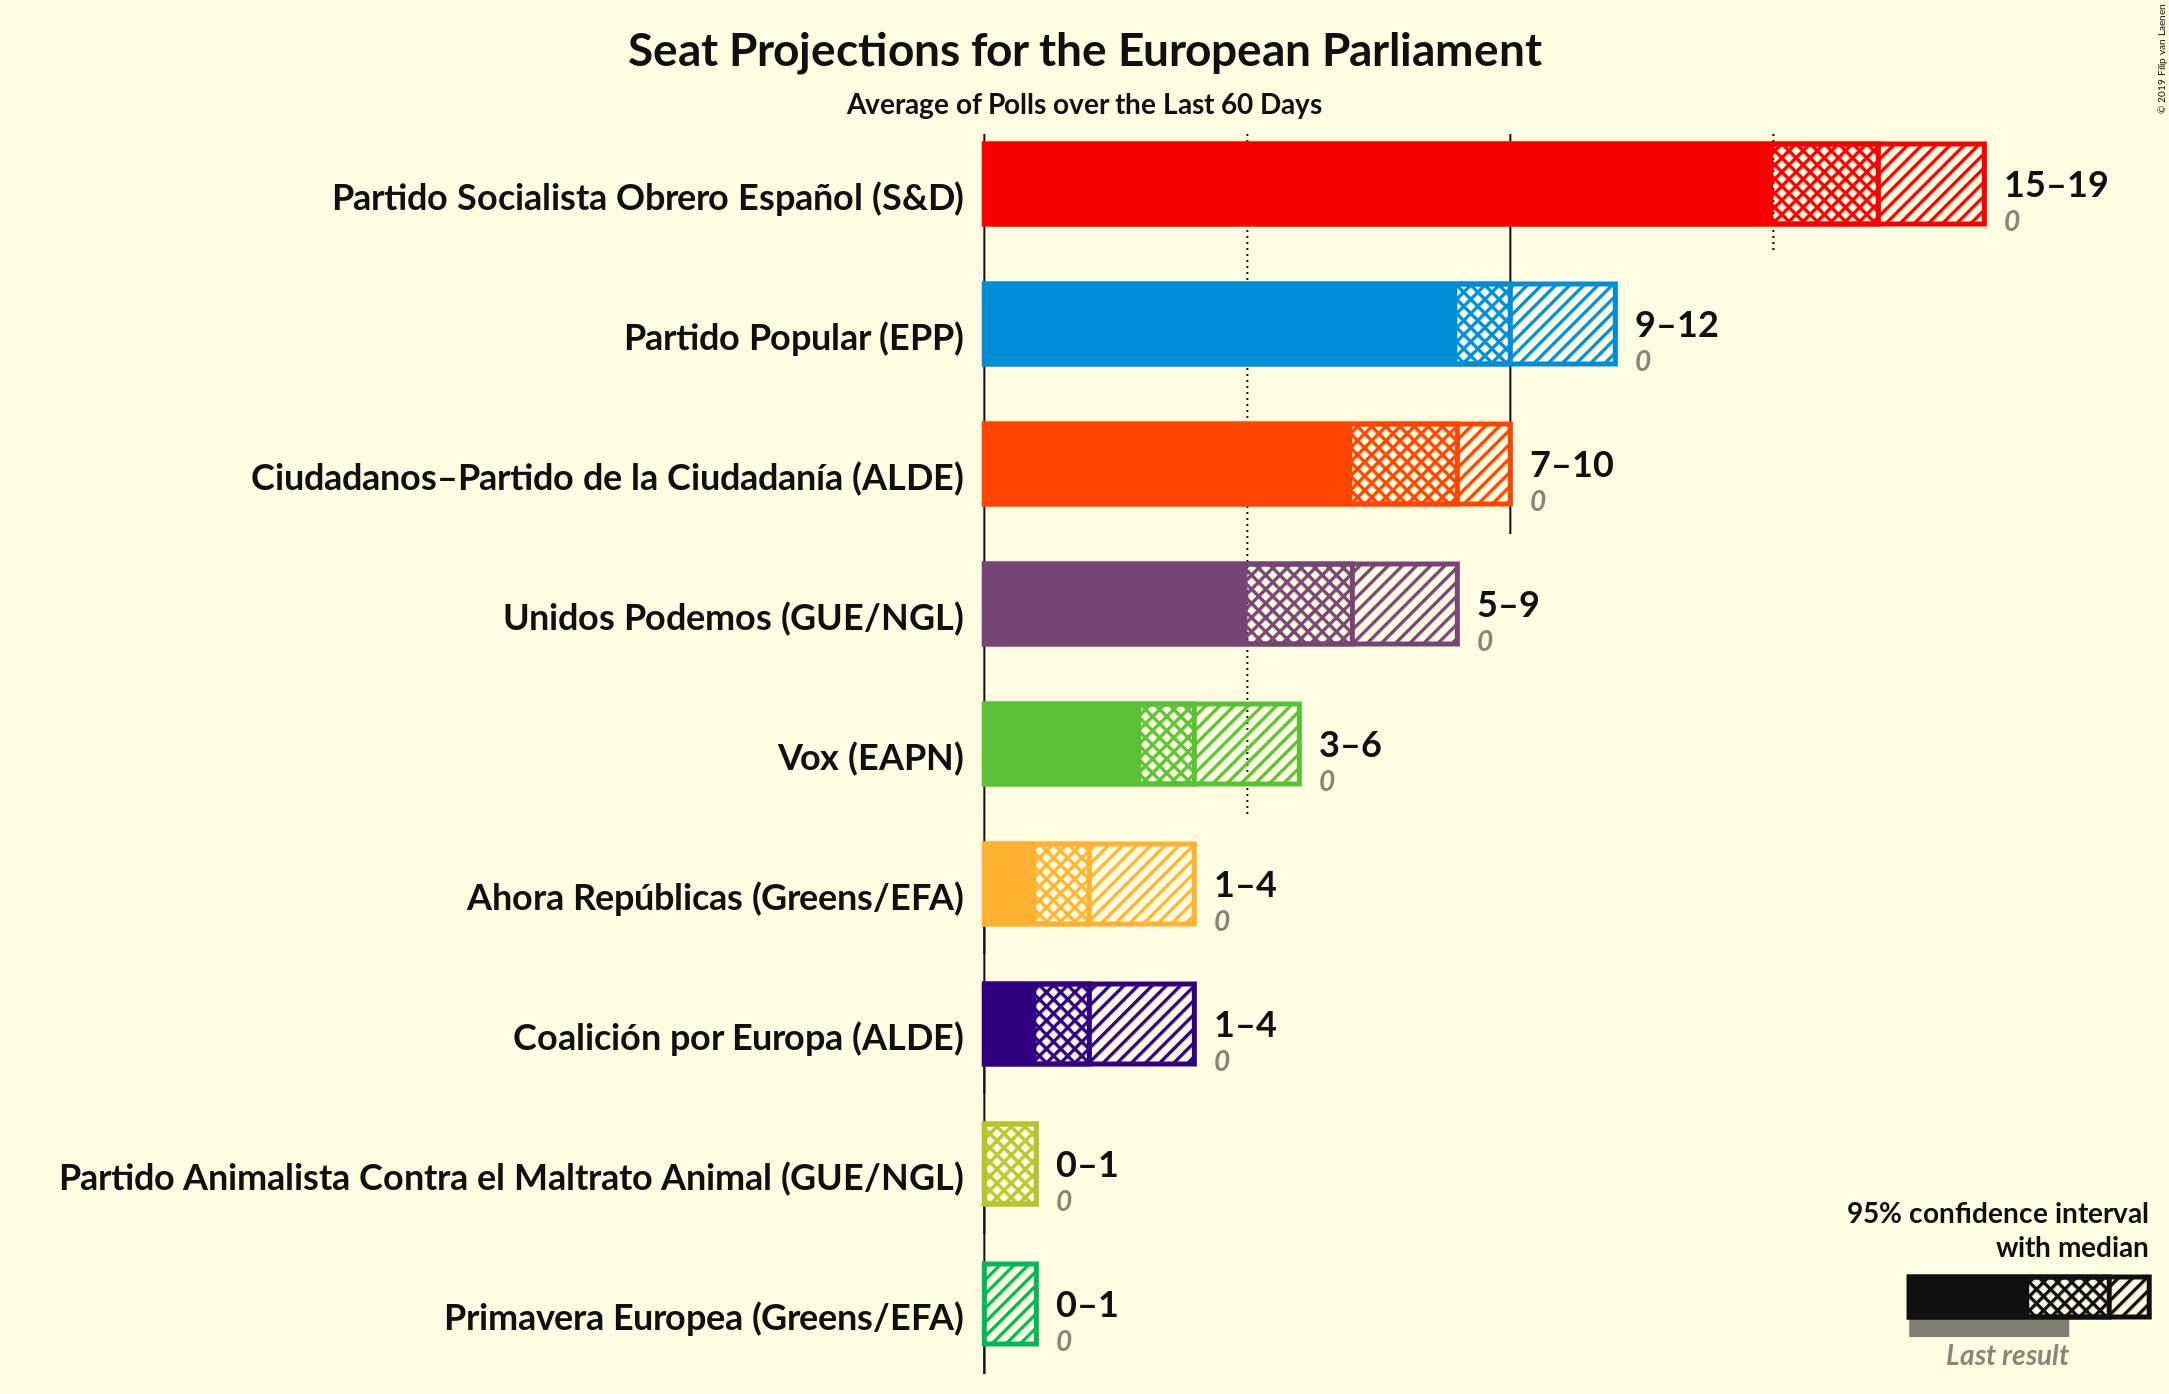 © 2019 Filip van Laenen
Seat Projections for the European Parliament
Average of Polls over the Last 60 Days
Partido Socialista Obrero Español (S&D)
15–19
0
Partido Popular (EPP)
9–12
0
Ciudadanos–Partido de la Ciudadanía (ALDE)
7–10
0
Unidos Podemos (GUE/NGL)
5–9
0
Vox (EAPN)
3–6
0
Ahora Repúblicas (Greens/EFA)
1–4
0
Coalición por Europa (ALDE)
1–4
0
Partido Animalista Contra el Maltrato Animal (GUE/NGL)
0–1
0
Primavera Europea (Greens/EFA)
0–1
0
95% confidence interval
with median
Last result